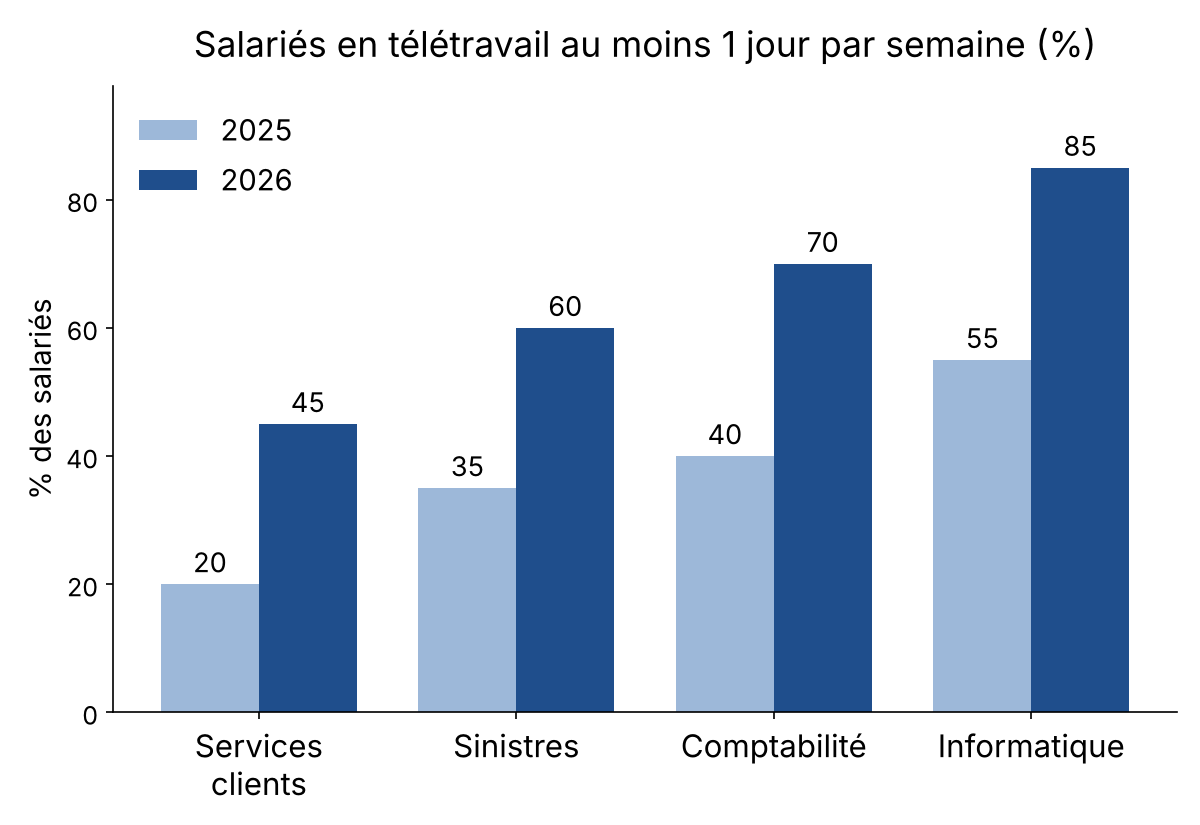 Salariés en télétravail au moins 1 jour par semaine (%)
2025
2026
% des salariés
80
60
40
20
0
20
45
35
60
40
70
55
85
Services
clients
Sinistres
Comptabilité
Informatique